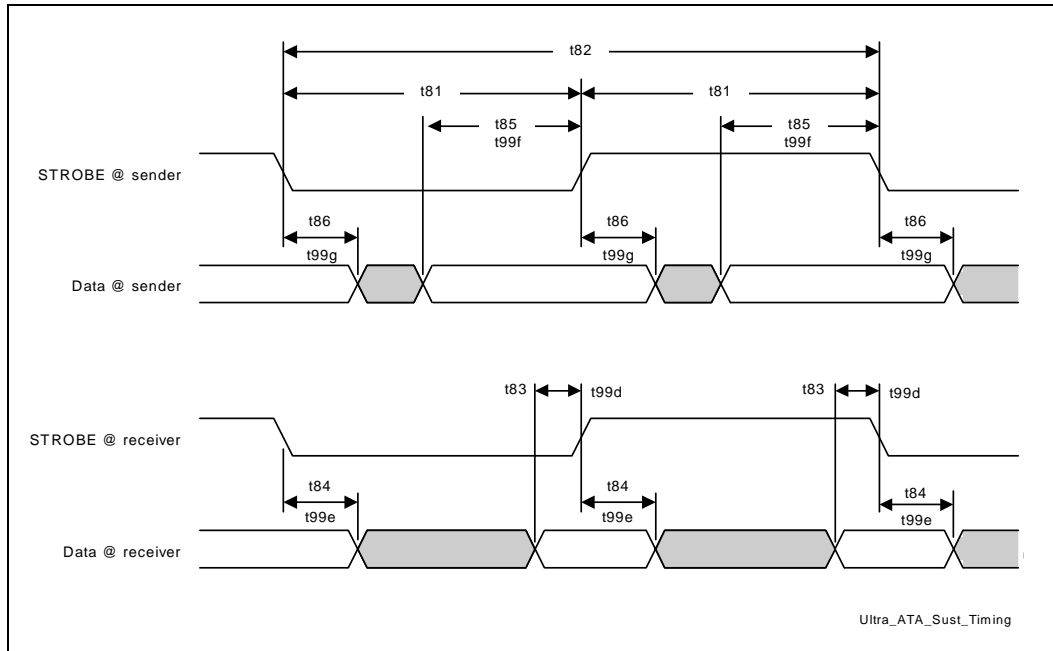 t82
t81 t81
t85 t85
t99f t99f
STROBE @ sender
t86 t86 t86
t99g t99g t99g
Data @ sender
t83 t99d t83 t99d
STROBE @ receiver
t84 t84 t84
t99e t99e t99e
Data @ receiver
Ultra_ATA_Sust_Timing